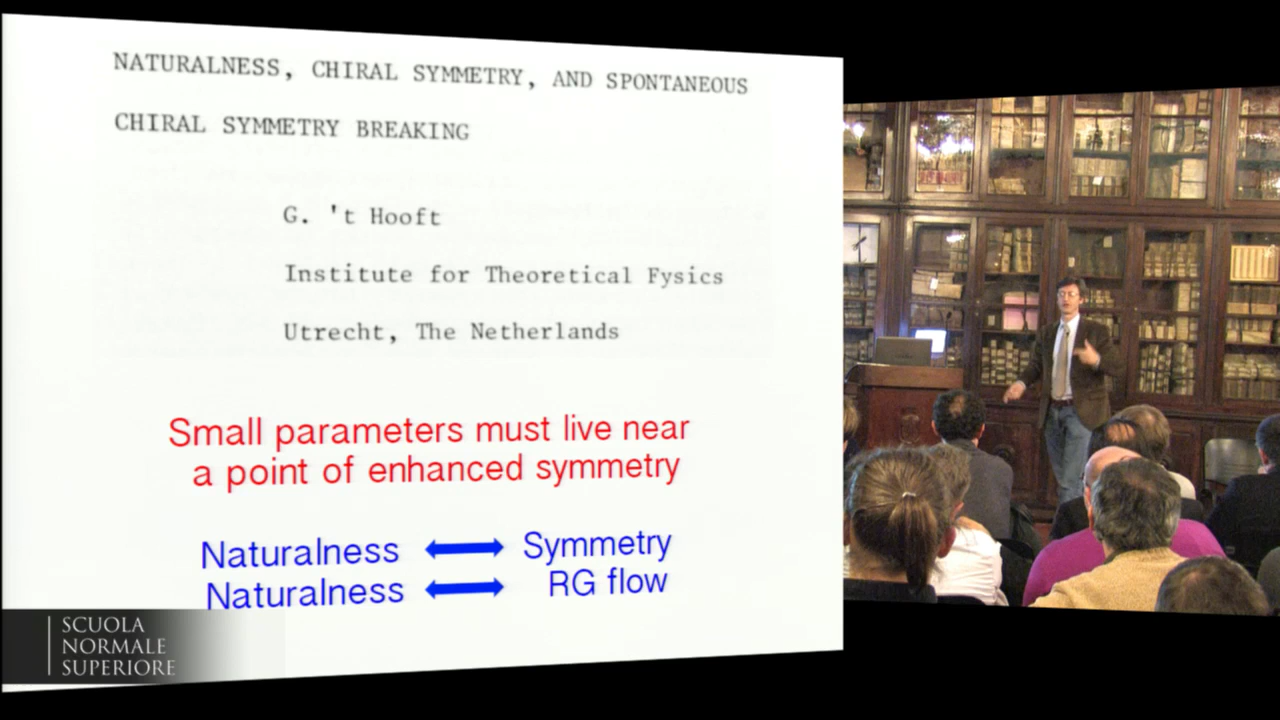 NATURALNESS, CHIRAL SYMMETRY, AND SPONTANEOUS
CHIRAL SYMMETRY BREAKING
G. 't Hooft
Institute for Theoretical Fysics
Utrecht, The Netherlands
Small parameters must live near
a point of enhanced symmetry
Naturalness Symmetry
Naturalness RG flow
SCUOLA
NORMALE
SUPERIORE